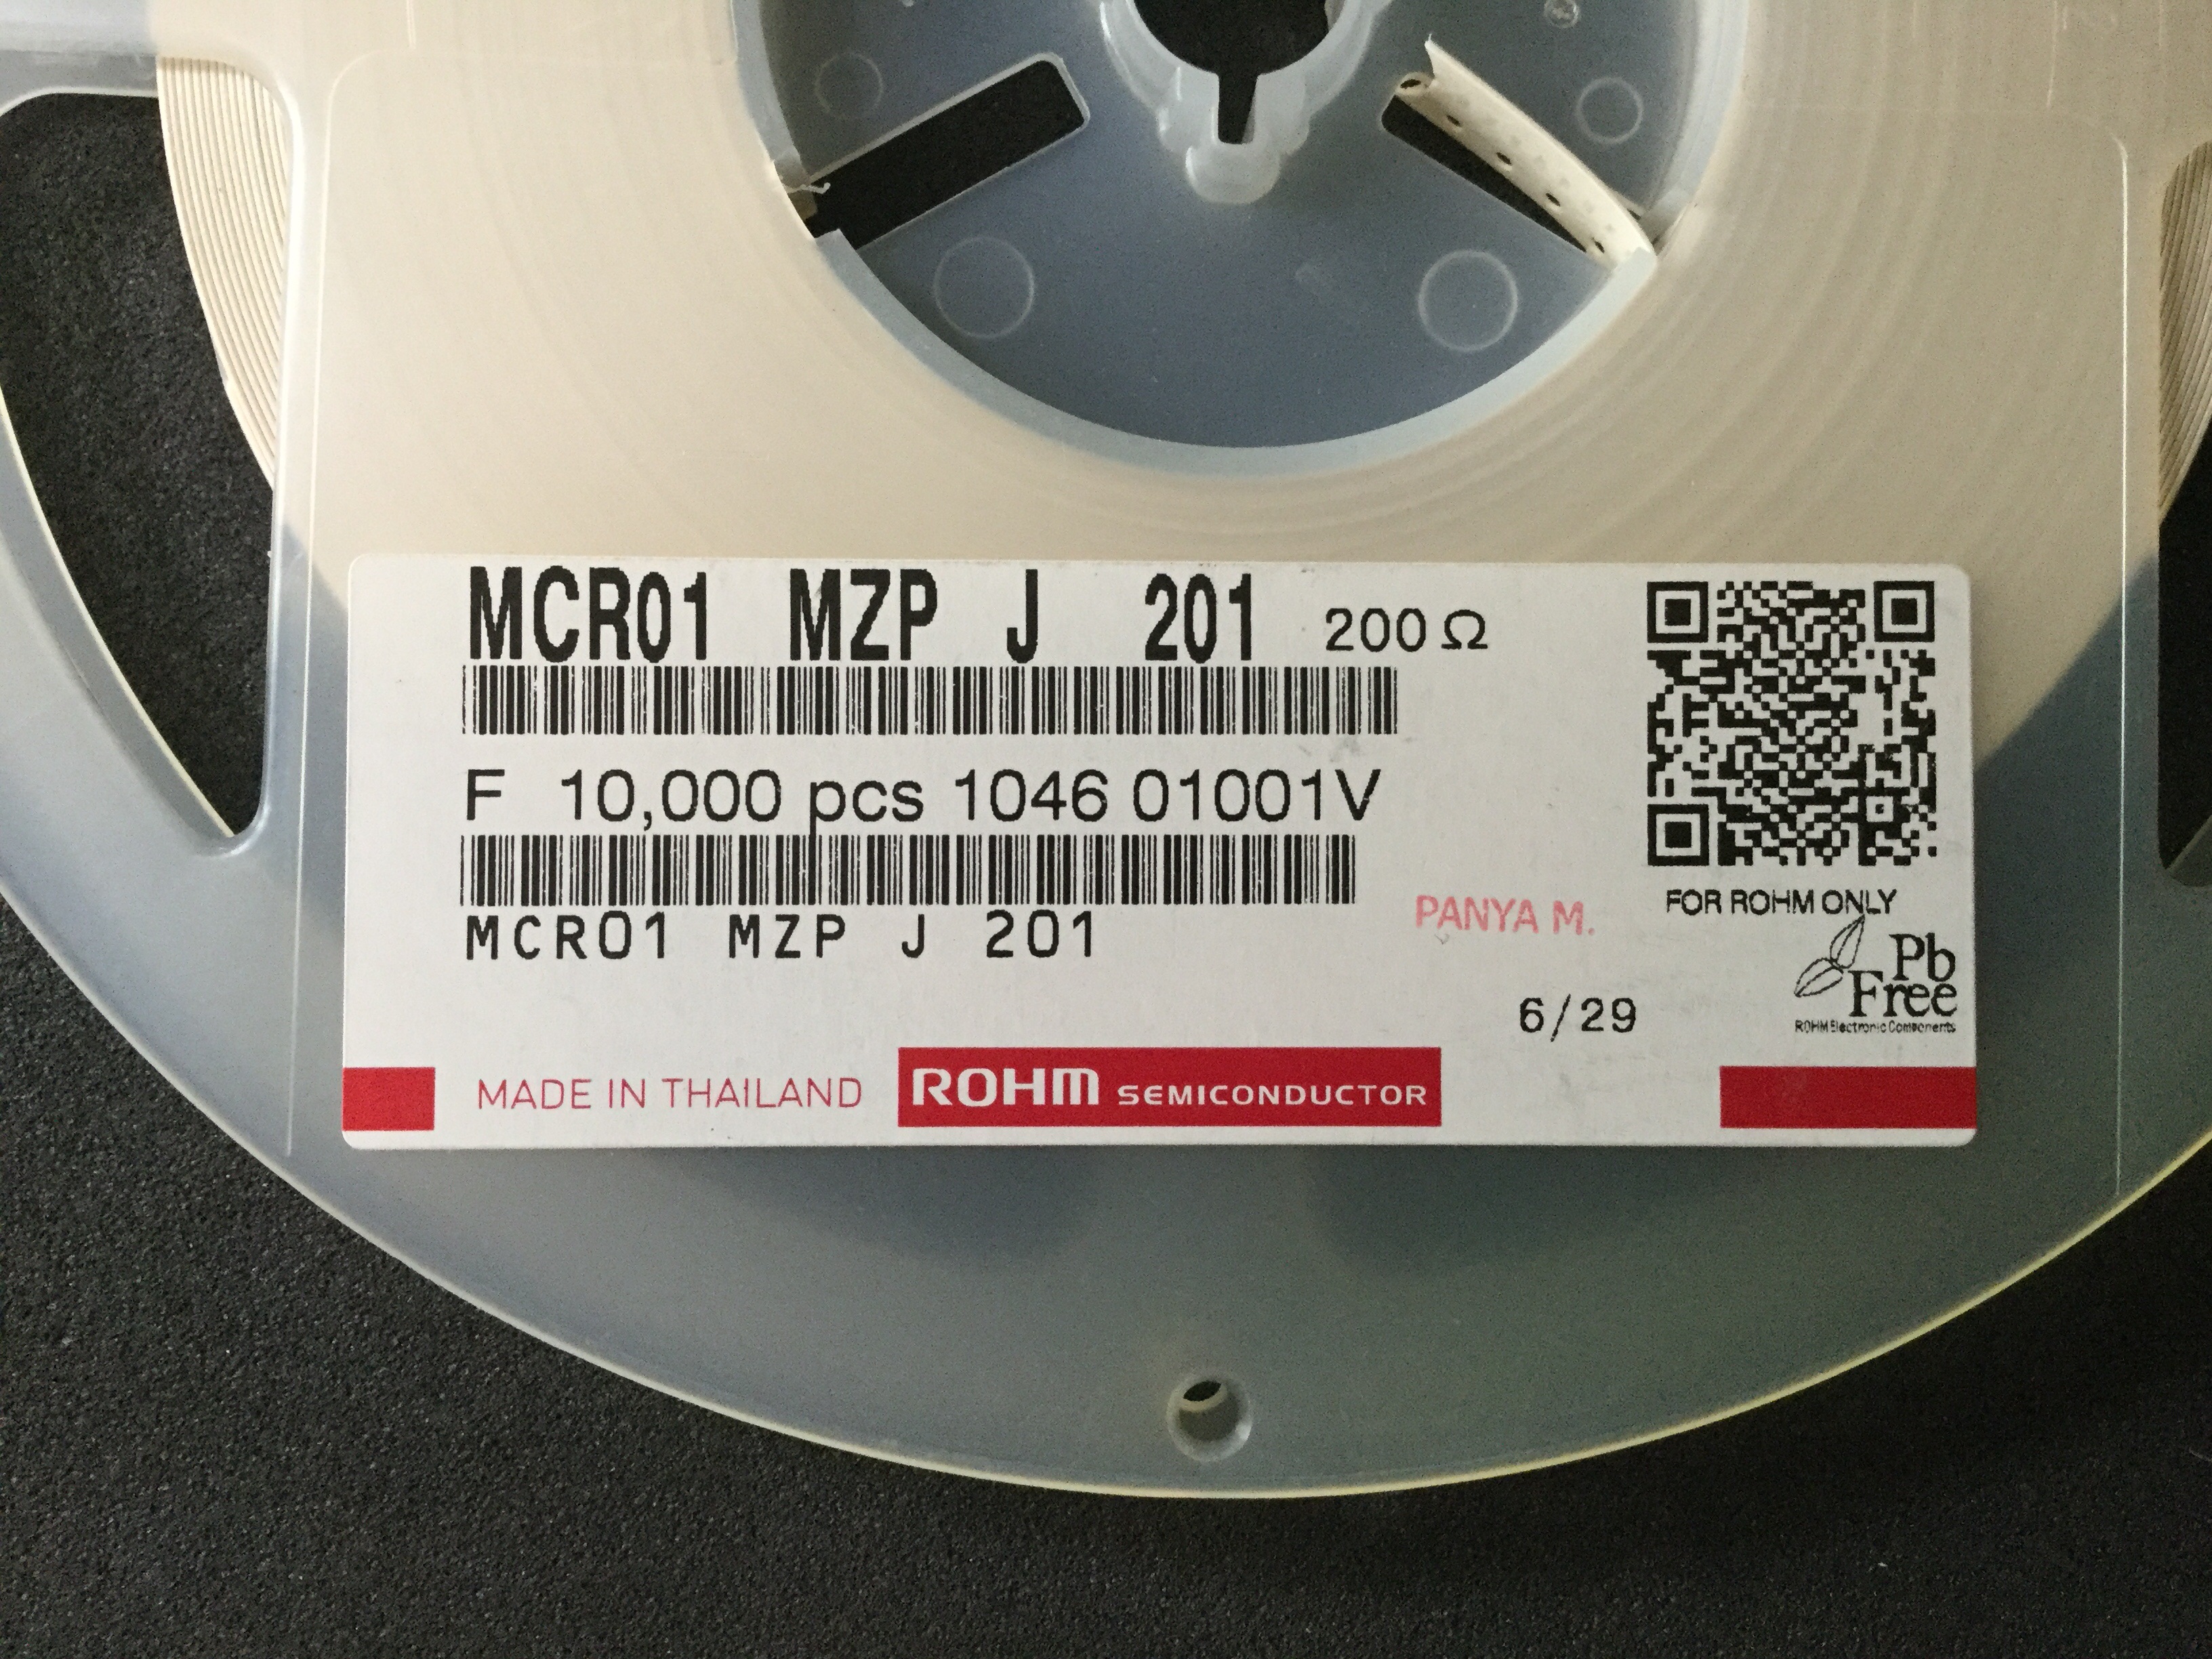 MCR01 MZP J 201 200Ω
F 10,000 pcs 1046 01001V
MCR01 MZP J 201
PANYA M.
FOR ROHM ONLY
Pb
Free
ROHM Electronic Components
6/29
MADE IN THAILAND
ROHM SEMICONDUCTOR